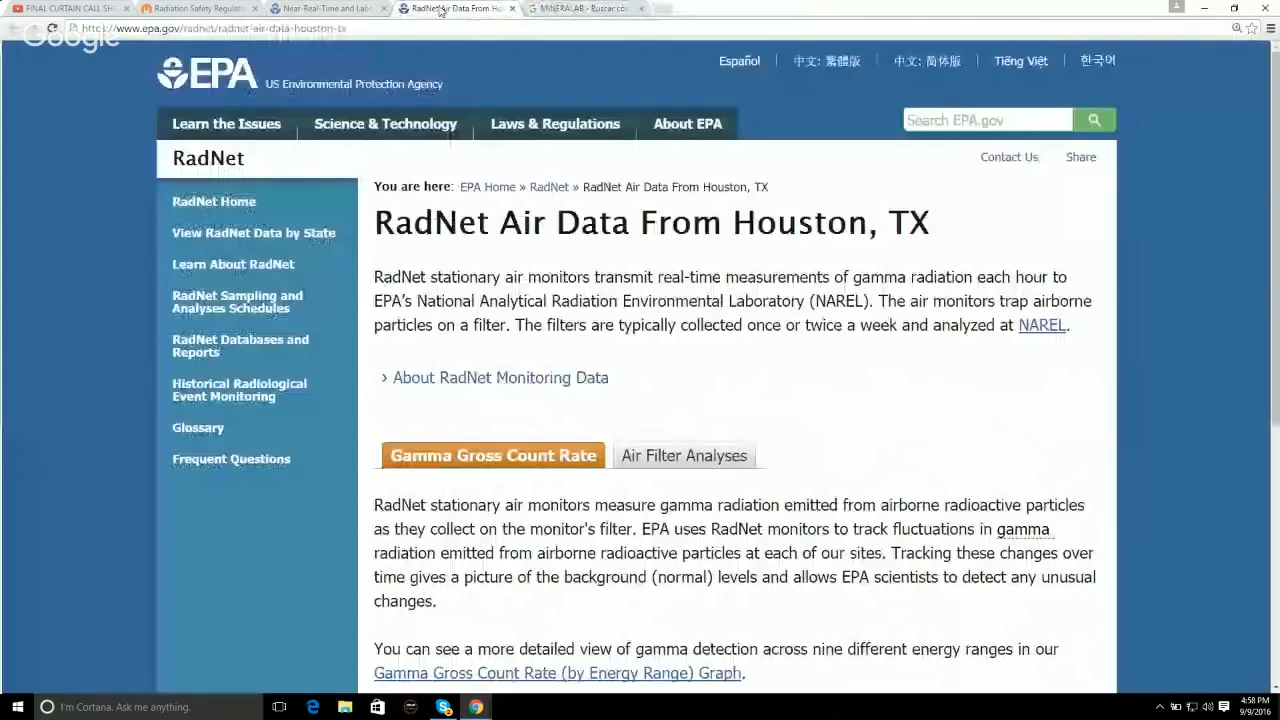 FINAL CURTAIN CALL SH
Radiation Safety Regulati
Near-Real-Time and Labo
RadNet Air Data From Ho
MINERALAB - Buscar con
https://www.epa.gov/radnet/radnet-air-data-houston-tx
Google
EPA US Environmental Protection Agency
Español
中文: 繁體版
中文: 简体版
Tiếng Việt
한국어
Learn the Issues
Science & Technology
Laws & Regulations
About EPA
Search EPA.gov
RadNet
Contact Us
Share
RadNet Home
View RadNet Data by State
Learn About RadNet
RadNet Sampling and
Analyses Schedules
RadNet Databases and
Reports
Historical Radiological
Event Monitoring
Glossary
Frequent Questions
You are here: EPA Home » RadNet » RadNet Air Data From Houston, TX
RadNet Air Data From Houston, TX
RadNet stationary air monitors transmit real-time measurements of gamma radiation each hour to
EPA's National Analytical Radiation Environmental Laboratory (NAREL). The air monitors trap airborne
particles on a filter. The filters are typically collected once or twice a week and analyzed at NAREL.
› About RadNet Monitoring Data
Gamma Gross Count Rate
Air Filter Analyses
RadNet stationary air monitors measure gamma radiation emitted from airborne radioactive particles
as they collect on the monitor's filter. EPA uses RadNet monitors to track fluctuations in gamma
radiation emitted from airborne radioactive particles at each of our sites. Tracking these changes over
time gives a picture of the background (normal) levels and allows EPA scientists to detect any unusual
changes.
You can see a more detailed view of gamma detection across nine different energy ranges in our
Gamma Gross Count Rate (by Energy Range) Graph.
I'm Cortana. Ask me anything.
4:58 PM
9/9/2016